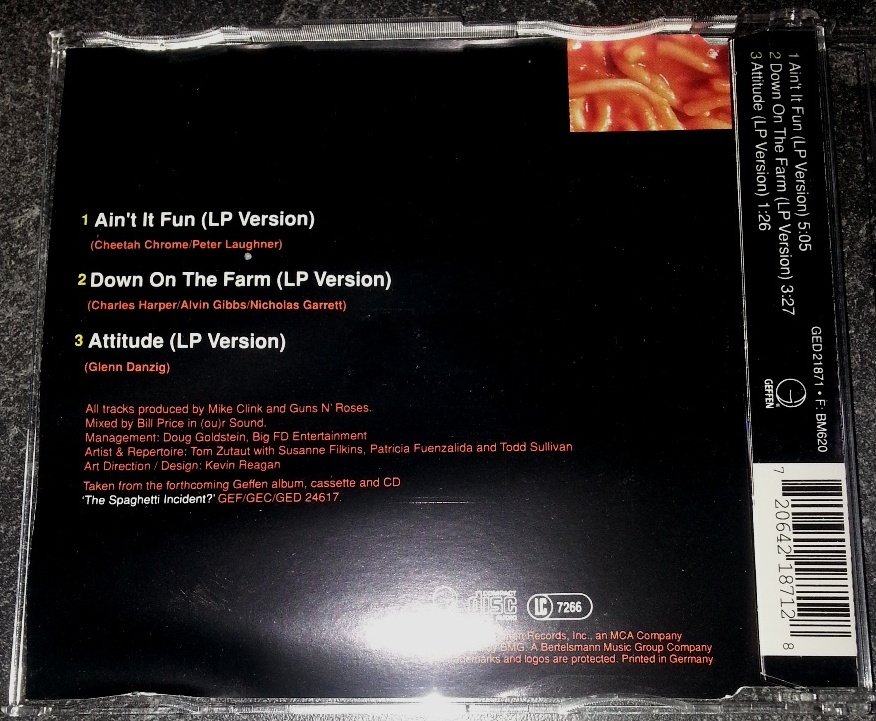 1 Ain't It Fun (LP Version)
(Cheetah Chrome/Peter Laughner)
2 Down On The Farm (LP Version)
(Charles Harper/Alvin Gibbs/Nicholas Garrett)
3 Attitude (LP Version)
(Glenn Danzig)
All tracks produced by Mike Clink and Guns N' Roses.
Mixed by Bill Price in (ou)r Sound.
Management: Doug Goldstein, Big FD Entertainment
Artist & Repertoire: Tom Zutaut with Susanne Filkins, Patricia Fuenzalida and Todd Sullivan
Art Direction / Design: Kevin Reagan
Taken from the forthcoming Geffen album, cassette and CD
'The Spaghetti Incident?' GEF/GEC/GED 24617.
COMPACT
DISC
AUDIO
LC 7266
Records, Inc., an MCA Company
BMG. A Bertelsmann Music Group Company
and logos are protected. Printed in Germany
1 Ain't It Fun (LP Version) 5:05
2 Down On The Farm (LP Version) 3:27
3 Attitude (LP Version) 1:26
GED21871 • F: BM620
GEFFEN
7 20642 18712 8